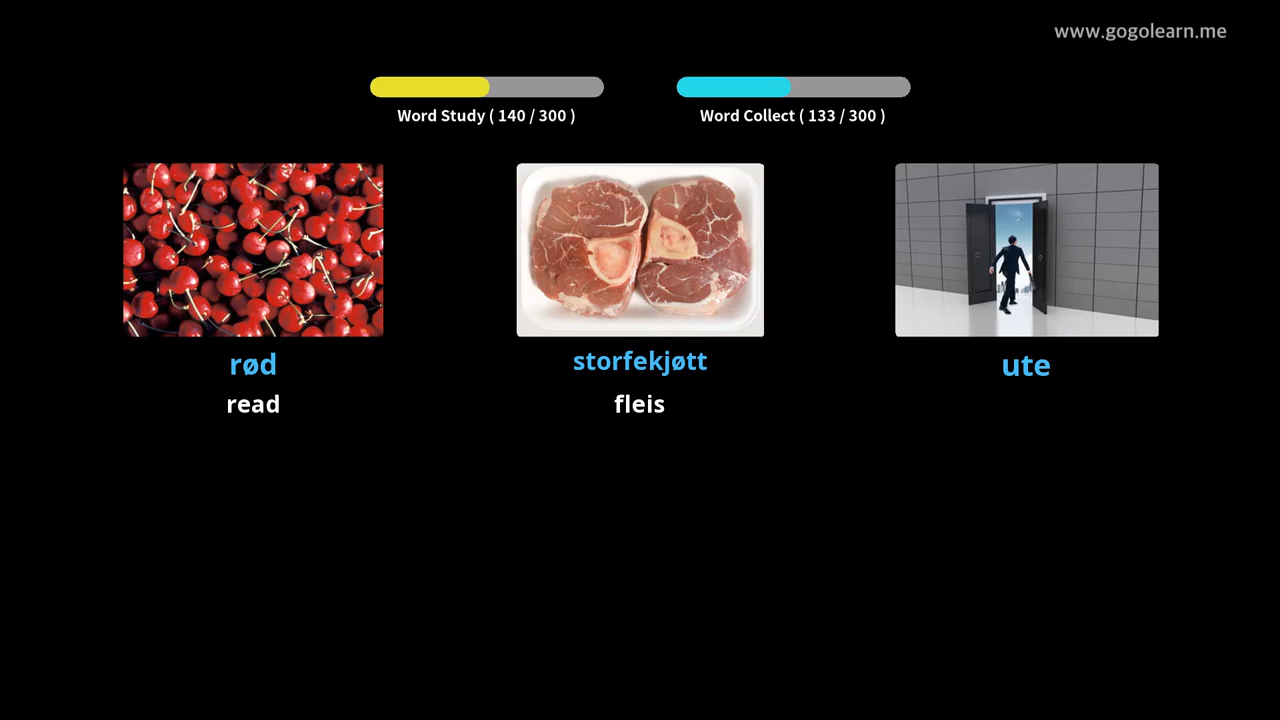 www.gogolearn.me
Word Study ( 140 / 300 )
Word Collect ( 133 / 300 )
rød
storfekjøtt
ute
read
fleis